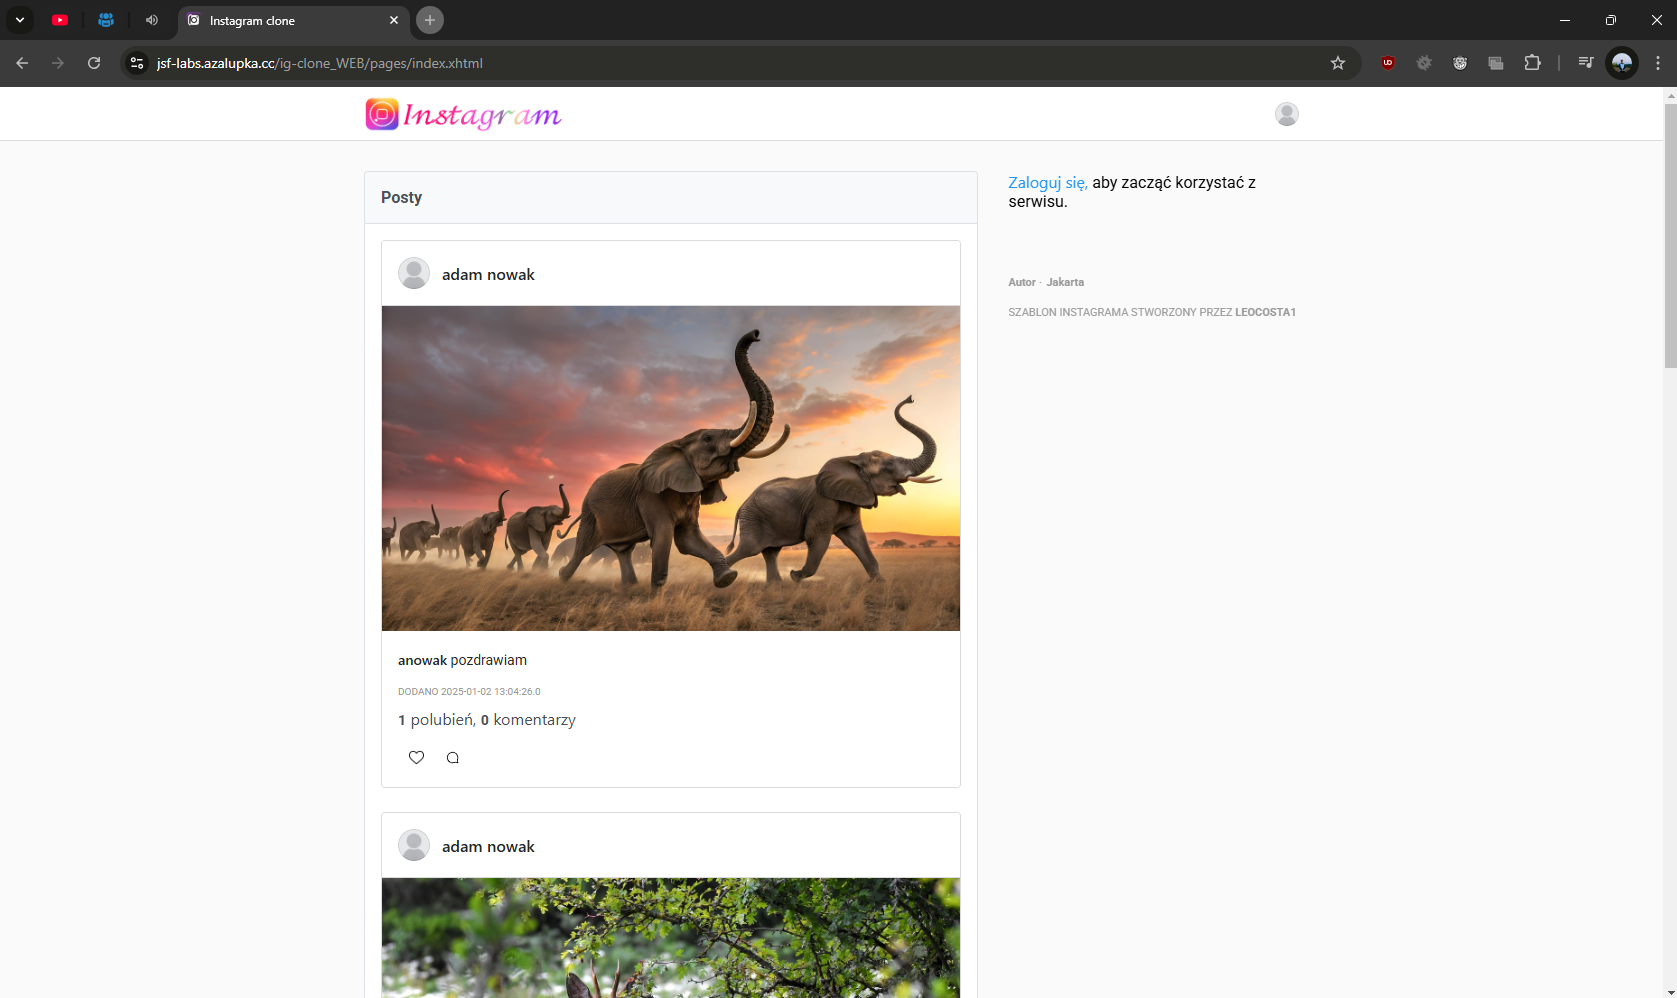 Instagram clone
jsf-labs.azalupka.cc/ig-clone_WEB/pages/index.xhtml
Instagram
Posty
Zaloguj się, aby zacząć korzystać z
serwisu.
adam nowak
Autor · Jakarta
SZABLON INSTAGRAMA STWORZONY PRZEZ LEOCOSTA1
anowak pozdrawiam
DODANO 2025-01-02 13:04:26.0
1 polubień, 0 komentarzy
adam nowak